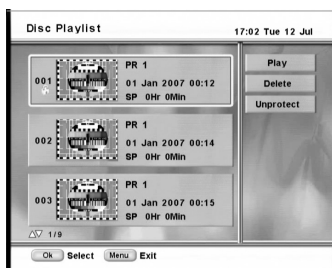 Disc Playlist
17:02 Tue 12 Jul
001
PR 1
01 Jan 2007 00:12
SP 0Hr 0Min
002
PR 1
01 Jan 2007 00:14
SP 0Hr 0Min
003
PR 1
01 Jan 2007 00:15
SP 0Hr 0Min
1/9
Play
Delete
Unprotect
Ok Select Menu Exit